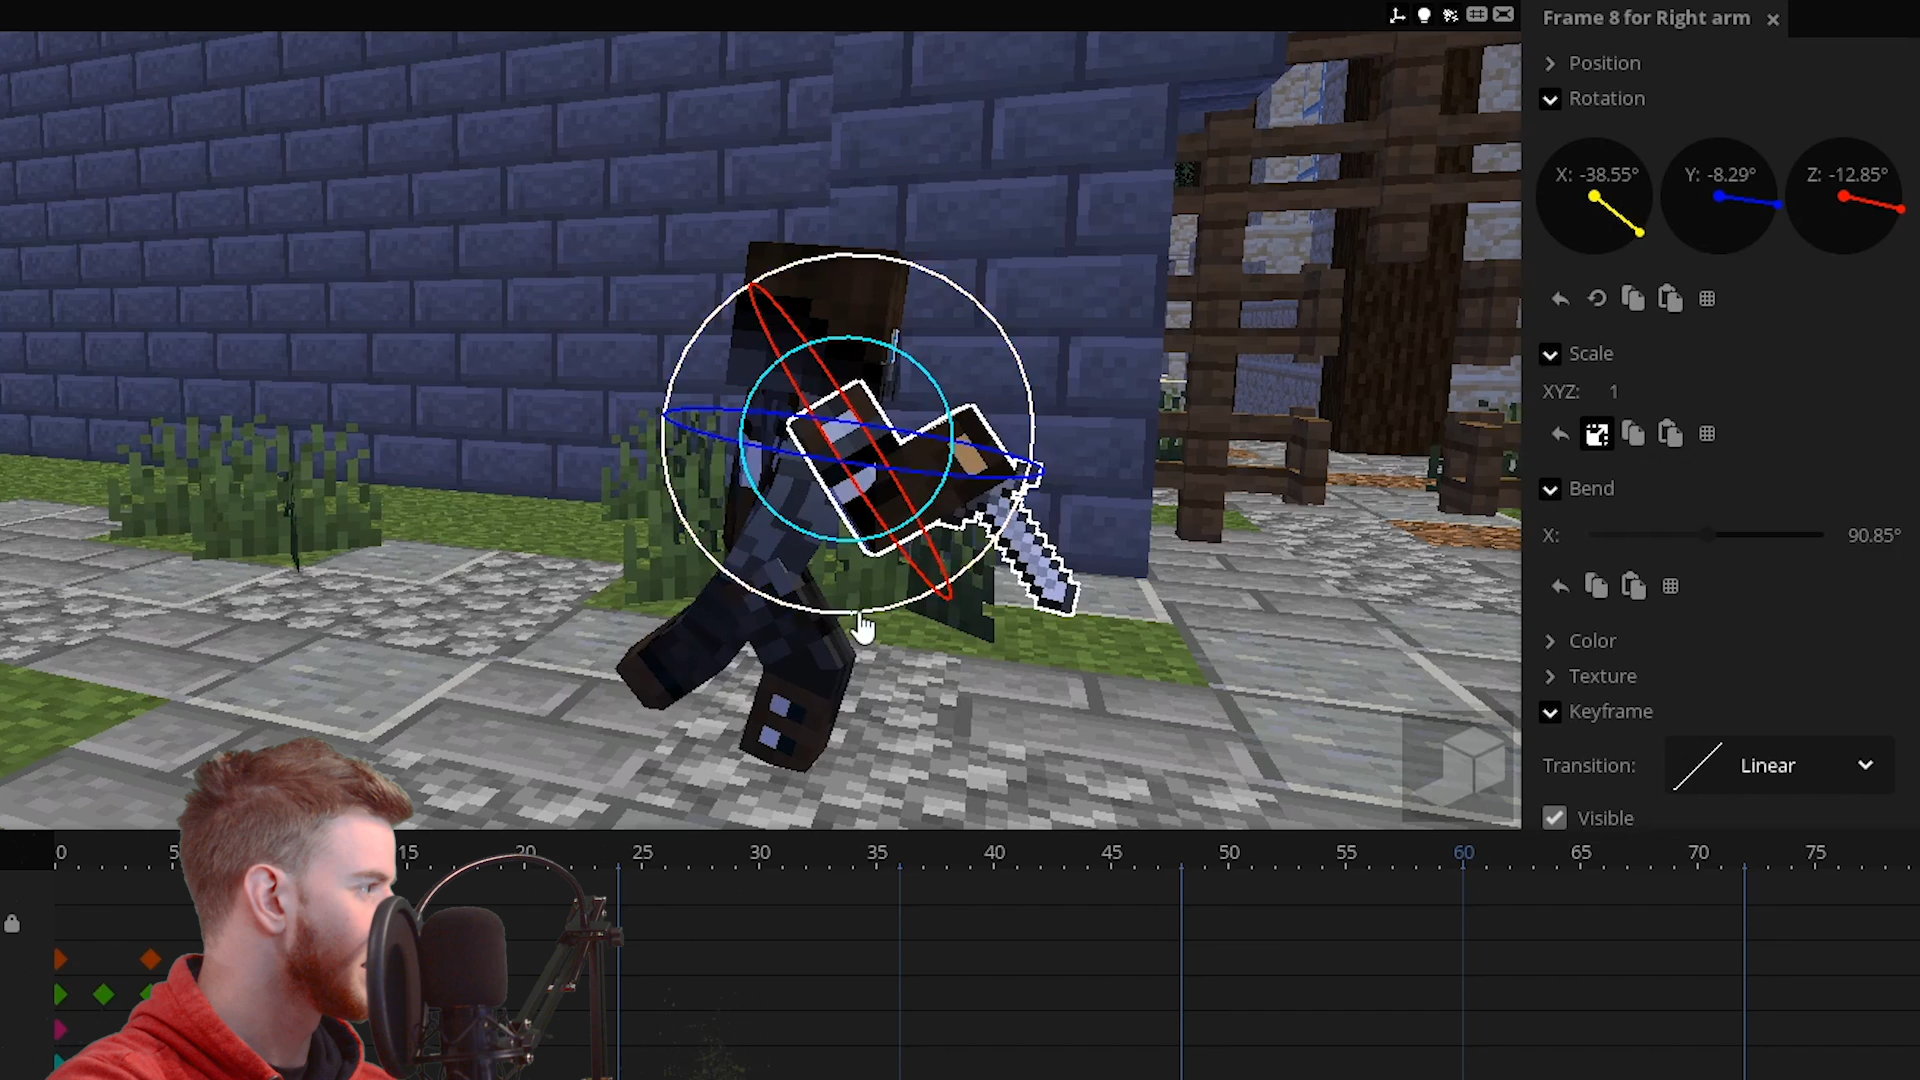 Frame 8 for Right arm
Position
Rotation
X: -38.55° Y: -8.29° Z: -12.85°
Scale
XYZ: 1
Bend
X: 90.85°
Color
Texture
Keyframe
Transition: Linear
Visible
0 5 15 20 25 30 35 40 45 50 55 60 65 70 75